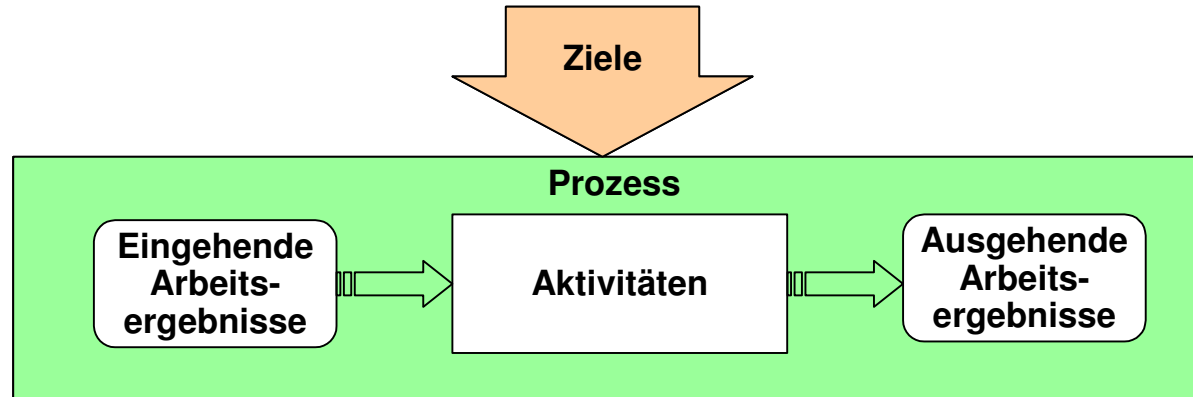 Ziele
Prozess
Eingehende
Arbeits-
ergebnisse
Aktivitäten
Ausgehende
Arbeits-
ergebnisse